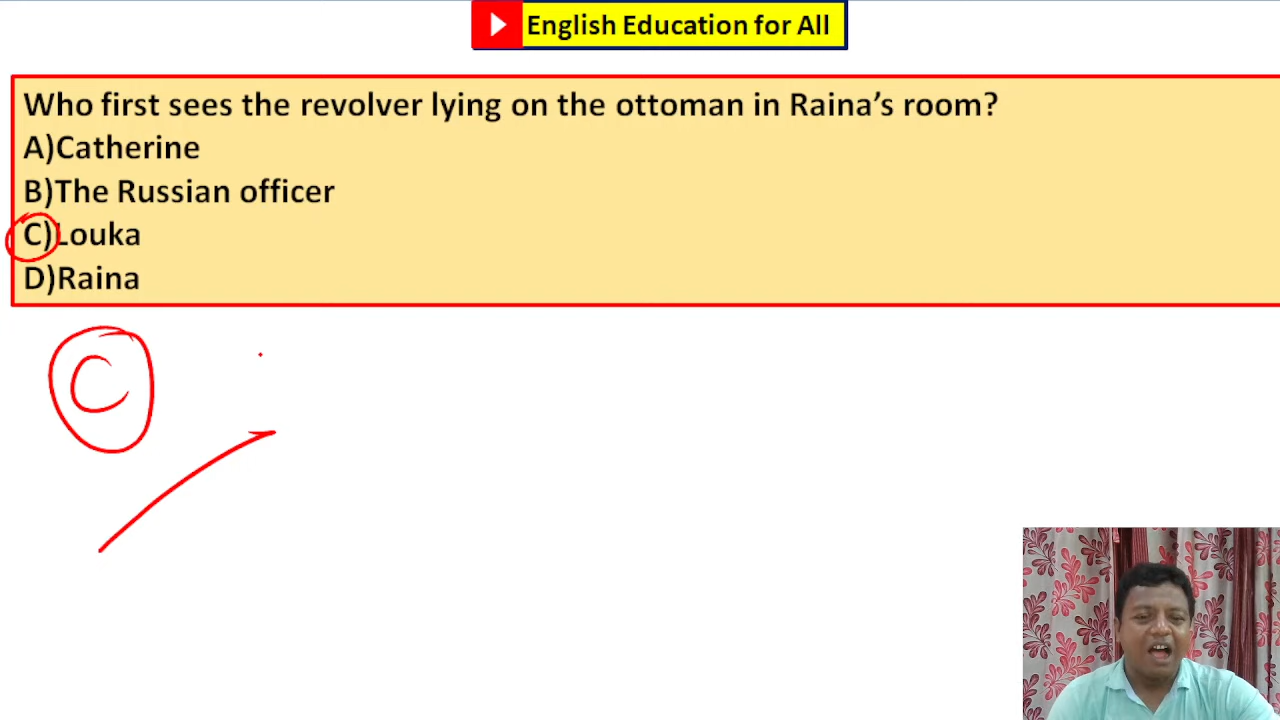 English Education for All
Who first sees the revolver lying on the ottoman in Raina’s room?
A)Catherine
B)The Russian officer
C)Louka
D)Raina
C